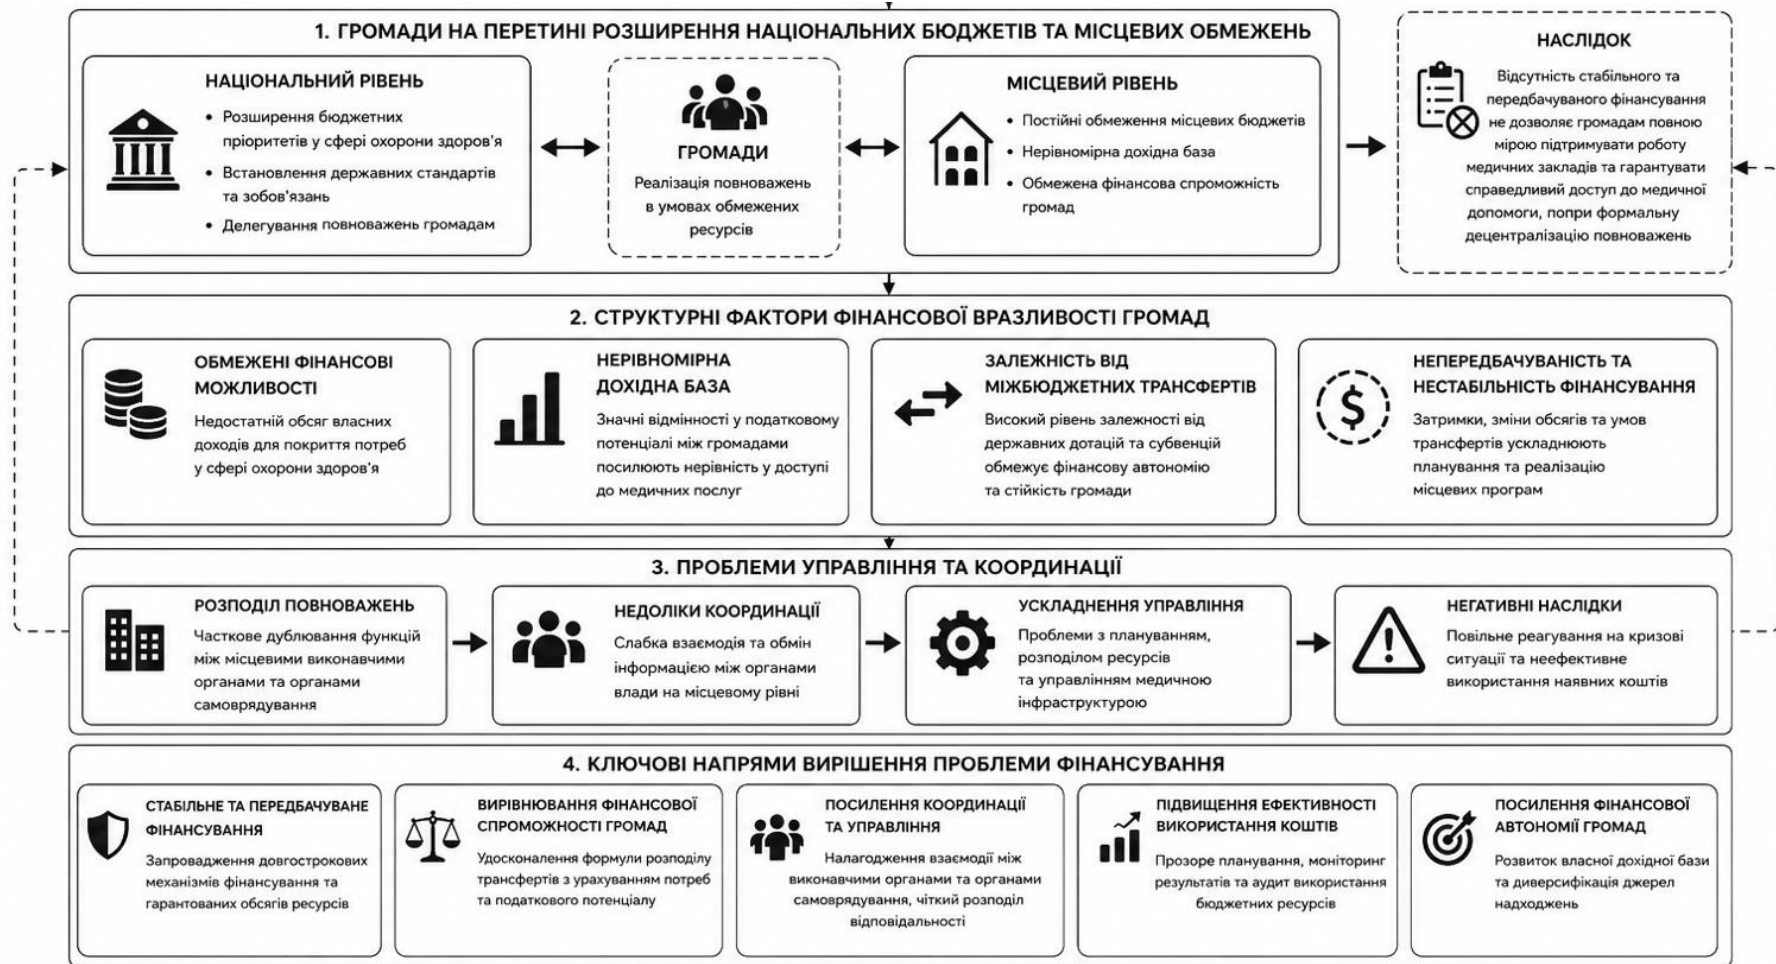 1. ГРОМАДИ НА ПЕРЕТИНІ РОЗШИРЕННЯ НАЦІОНАЛЬНИХ БЮДЖЕТІВ ТА МІСЦЕВИХ ОБМЕЖЕНЬ
НАЦІОНАЛЬНИЙ РІВЕНЬ
• Розширення бюджетних
пріоритетів у сфері охорони здоров'я
• Встановлення державних стандартів
та зобов'язань
• Делегування повноважень громадам
ГРОМАДИ
Реалізація повноважень
в умовах обмежених
ресурсів
МІСЦЕВИЙ РІВЕНЬ
• Постійні обмеження місцевих бюджетів
• Нерівномірна дохідна база
• Обмежена фінансова спроможність
громад
НАСЛІДОК
Відсутність стабільного та
передбачуваного фінансування
не дозволяє громадам повною
мірою підтримувати роботу
медичних закладів та гарантувати
справедливий доступ до медичної
допомоги, попри формальну
децентралізацію повноважень
2. СТРУКТУРНІ ФАКТОРИ ФІНАНСОВОЇ ВРАЗЛИВОСТІ ГРОМАД
ОБМЕЖЕНІ ФІНАНСОВІ
МОЖЛИВОСТІ
Недостатній обсяг власних
доходів для покриття потреб
у сфері охорони здоров'я
НЕРІВНОМІРНА
ДОХІДНА БАЗА
Значні відмінності у податковому
потенціалі між громадами
посилюють нерівність у доступі
до медичних послуг
ЗАЛЕЖНІСТЬ ВІД
МІЖБЮДЖЕТНИХ ТРАНСФЕРТІВ
Високий рівень залежності від
державних дотацій та субвенцій
обмежує фінансову автономію
та стійкість громади
НЕПЕРЕДБАЧУВАНІСТЬ ТА
НЕСТАБІЛЬНІСТЬ ФІНАНСУВАННЯ
$
Затримки, зміни обсягів та умов
трансфертів ускладнюють
планування та реалізацію
місцевих програм
3. ПРОБЛЕМИ УПРАВЛІННЯ ТА КООРДИНАЦІЇ
РОЗПОДІЛ ПОВНОВАЖЕНЬ
Часткове дублювання функцій
між місцевими виконавчими
органами та органами
самоврядування
НЕДОЛІКИ КООРДИНАЦІЇ
Слабка взаємодія та обмін
інформацією між органами
влади на місцевому рівні
УСКЛАДНЕННЯ УПРАВЛІННЯ
Проблеми з плануванням,
розподілом ресурсів
та управлінням медичною
інфраструктурою
НЕГАТИВНІ НАСЛІДКИ
Повільне реагування на кризові
ситуації та неефективне
використання наявних коштів
4. КЛЮЧОВІ НАПРЯМИ ВИРІШЕННЯ ПРОБЛЕМИ ФІНАНСУВАННЯ
СТАБІЛЬНЕ ТА ПЕРЕДБАЧУВАНЕ
ФІНАНСУВАННЯ
Запровадження довгострокових
механізмів фінансування та
гарантованих обсягів ресурсів
ВИРІВНЮВАННЯ ФІНАНСОВОЇ
СПРОМОЖНОСТІ ГРОМАД
Удосконалення формули розподілу
трансфертів з урахуванням потреб
та податкового потенціалу
ПОСИЛЕННЯ КООРДИНАЦІЇ
ТА УПРАВЛІННЯ
Налагодження взаємодії між
виконавчими органами та органами
самоврядування, чіткий розподіл
відповідальності
ПІДВИЩЕННЯ ЕФЕКТИВНОСТІ
ВИКОРИСТАННЯ КОШТІВ
Прозоре планування, моніторинг
результатів та аудит використання
бюджетних ресурсів
ПОСИЛЕННЯ ФІНАНСОВОЇ
АВТОНОМІЇ ГРОМАД
Розвиток власної дохідної бази
та диверсифікація джерел
надходжень